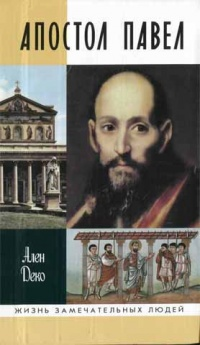 АПОСТОЛ ПАВЕЛ
Ален
Деко
ЖИЗНЬ ЗАМЕЧАТЕЛЬНЫХ ЛЮДЕЙ